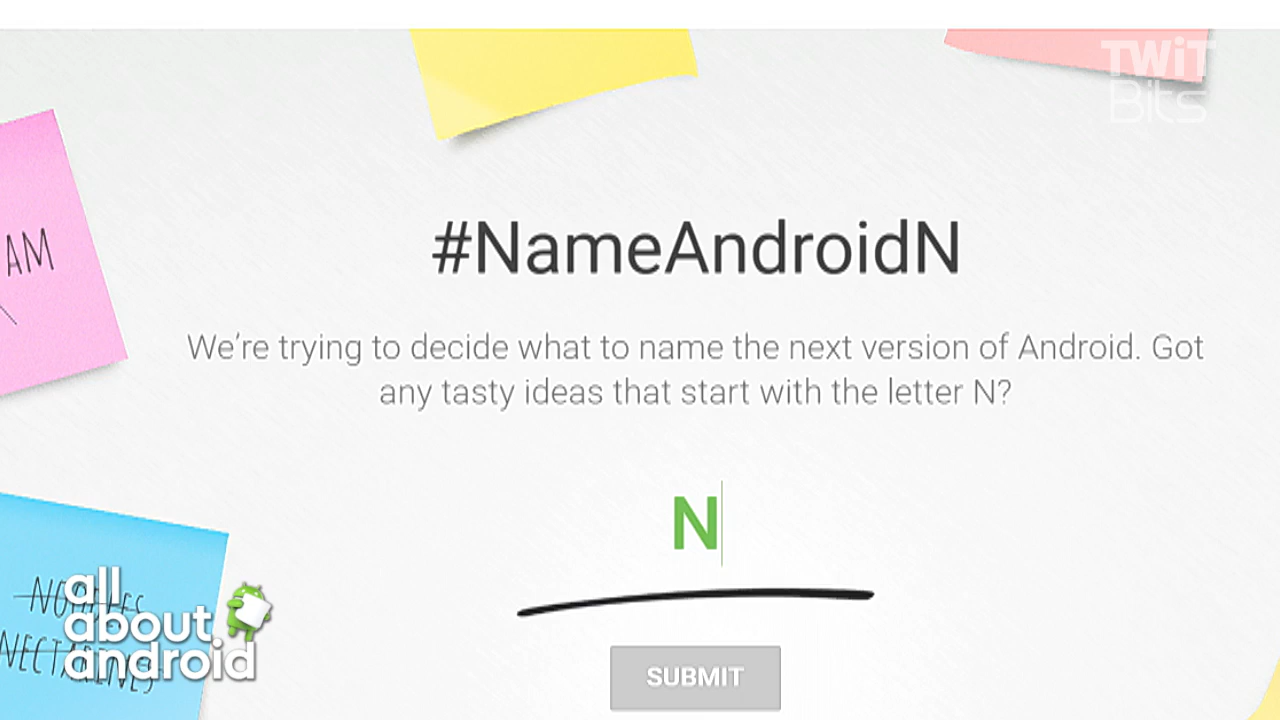 TWiT
Bits
AM
#NameAndroidN
We're trying to decide what to name the next version of Android. Got
any tasty ideas that start with the letter N?
N
SUBMIT
NECTARINES
all
about
android